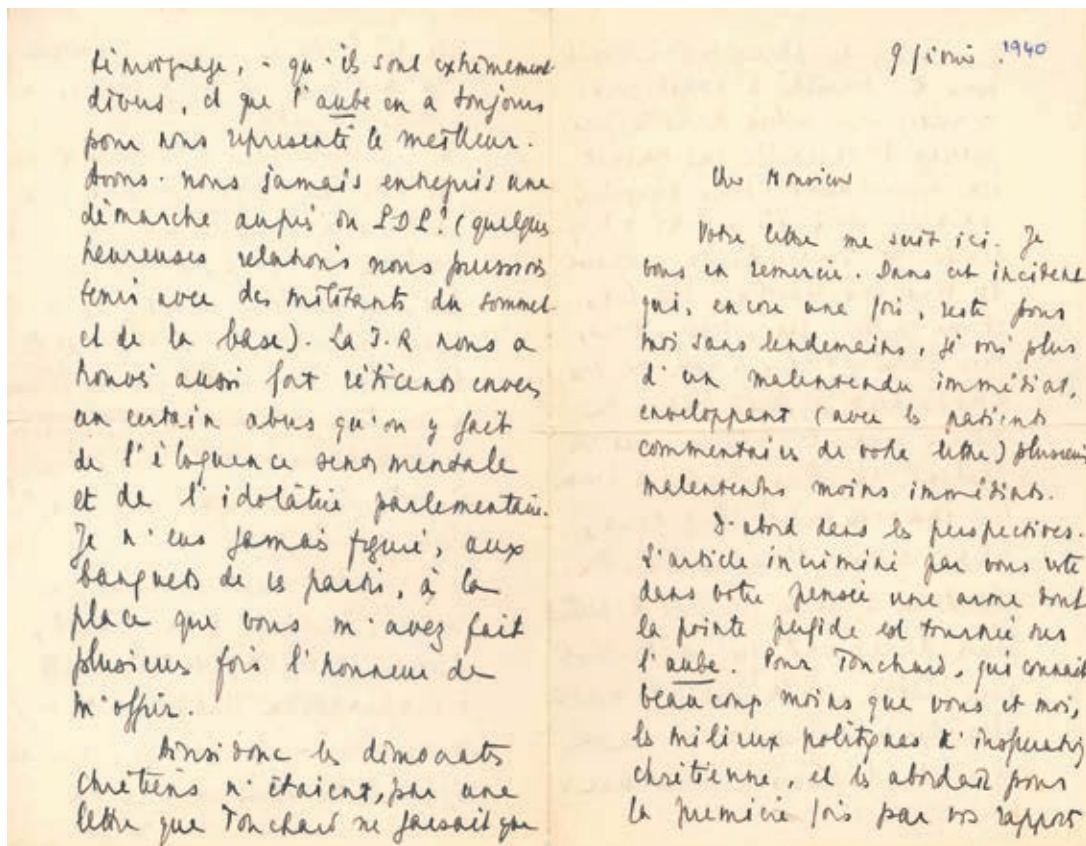 témoignage, - qu'ils sont extrêmement
divers, et que l'aube en a toujours
pour nous représenté le meilleur.
Avons-nous jamais entrepris une
démarche auprès du PDP? (quelques
heureuses relations nous puissions
tenir avec des militants du sommet
et de la base). La J.R nous a
trouvés aussi fort réticents envers
un certain abus qu'on y fait
de l'éloquence sentimentale
et de l'idolâtrie parlementaire.
Je n'eus jamais figuré, aux
banquets de ces partis, à la
place que vous m'avez fait
plusieurs fois l'honneur de
m'offrir.
Ainsi donc les démocrates
chrétiens n'étaient, par une
lettre que Touchard ne faisait que
9 février. 1940
Cher Monsieur
Votre lettre me suit ici. Je
vous en remercie. Dans cet incident
qui, encore une fois, reste pour
moi sans lendemains, je vois plus
d'un malentendu immédiat,
enveloppant (avec les patients
commentaires de votre lettre) plusieurs
malentendus moins immédiats.
D'abord dans les perspectives.
L'article incriminé par vous
dans votre pensée une arme dont
la pointe perfide est tournée sur
l'aube. Pour Touchard, qui connait
beaucoup moins que vous et moi,
les milieux politiques d'inspiration
chrétienne, et les abordait pour
la première fois par vos rapports